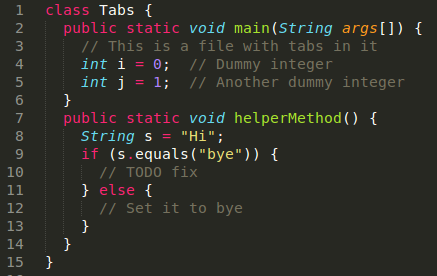 1 class Tabs {
2   public static void main(String args[]) {
3     // This is a file with tabs in it
4     int i = 0;  // Dummy integer
5     int j = 1;  // Another dummy integer
6   }
7   public static void helperMethod() {
8     String s = "Hi";
9     if (s.equals("bye")) {
10       // TODO fix
11     } else {
12       // Set it to bye
13     }
14   }
15 }